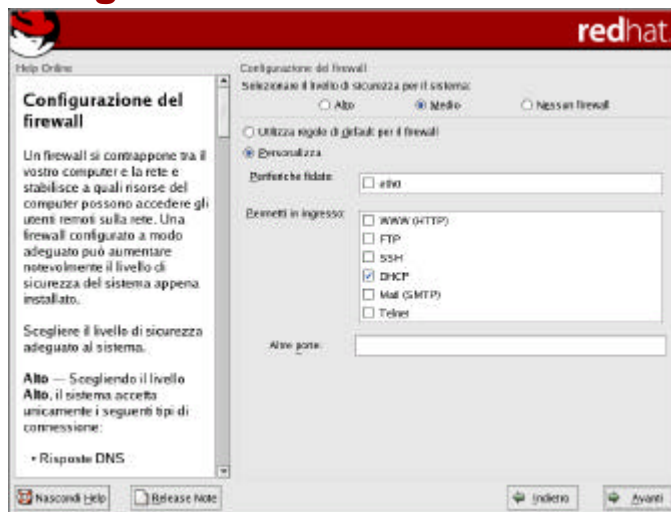 redhat.
Help Online
Configurazione del
firewall
Un firewall si contrappone tra il
vostro computer e la rete e
stabilisce a quali risorse del
computer possono accedere gli
utenti remoti sulla rete. Una
firewall configurato a modo
adeguato può aumentare
notevolmente il livello di
sicurezza del sistema appena
installato.
Scegliere il livello di sicurezza
adeguato al sistema.
Alto — Scegliendo il livello
Alto, il sistema accetta
unicamente i seguenti tipi di
connessione:
• Risposte DNS
Configurazione del firewall
Selezionare il livello di sicurezza per il sistema:
Alto Medio Nessun firewall
Utilizza regole di default per il firewall
Personalizza
Periferiche fidate: eth0
Permetti in ingresso: WWW (HTTP)
FTP
SSH
DHCP
Mail (SMTP)
Telnet
Altre porte:
Nascondi Help Release Note Indietro Avanti